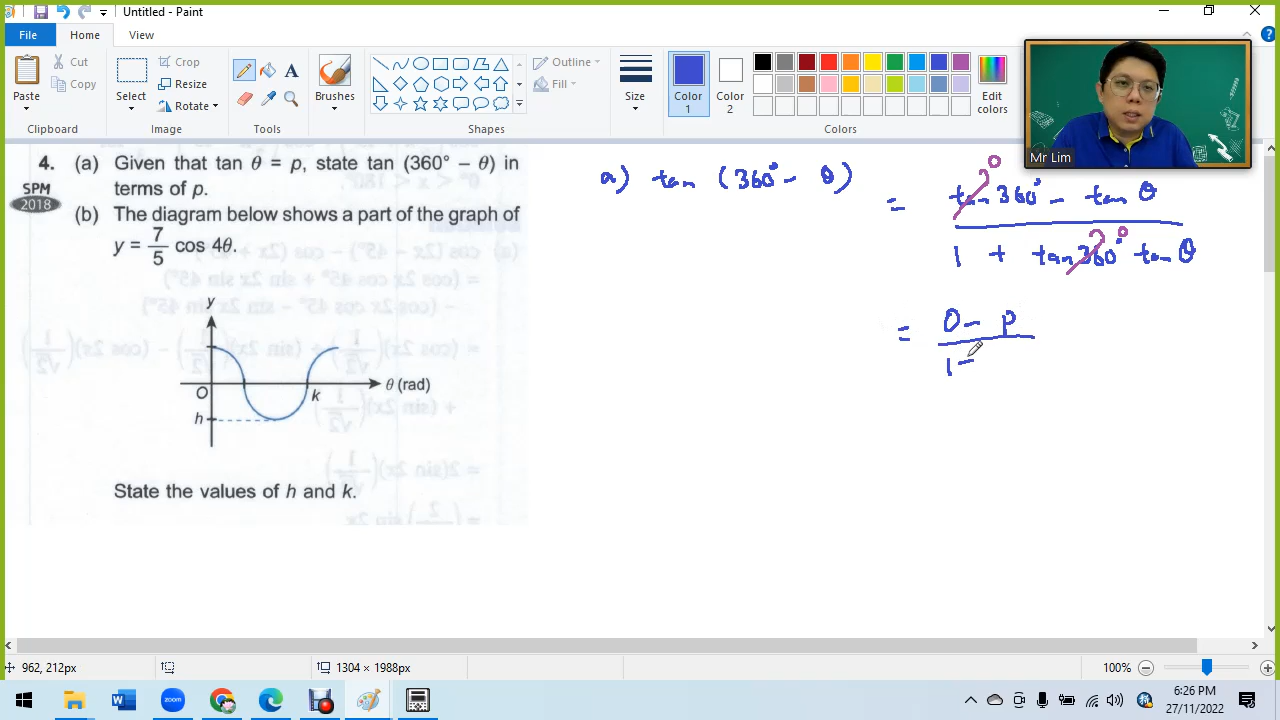 Untitled - Paint
File
Home
View
Paste
Cut
Copy
Clipboard
Select
Crop
Resize
Rotate
Image
A
Tools
Brushes
Shapes
Outline
Fill
Size
Color 1
Color 2
Edit colors
Colors
Mr Lim
4. (a) Given that tan θ = p, state tan (360° – θ) in
SPM 2018
terms of p.
(b) The diagram below shows a part of the graph of
y = 7/5 cos 4θ.
y
O
k
θ (rad)
h
State the values of h and k.
a) tan (360° - θ)
= tan 360° - tan θ
0
1 + tan 360° tan θ
0
= 0 - p
1 -
962, 212px
1304 × 1988px
100%
zoom
6:26 PM
27/11/2022